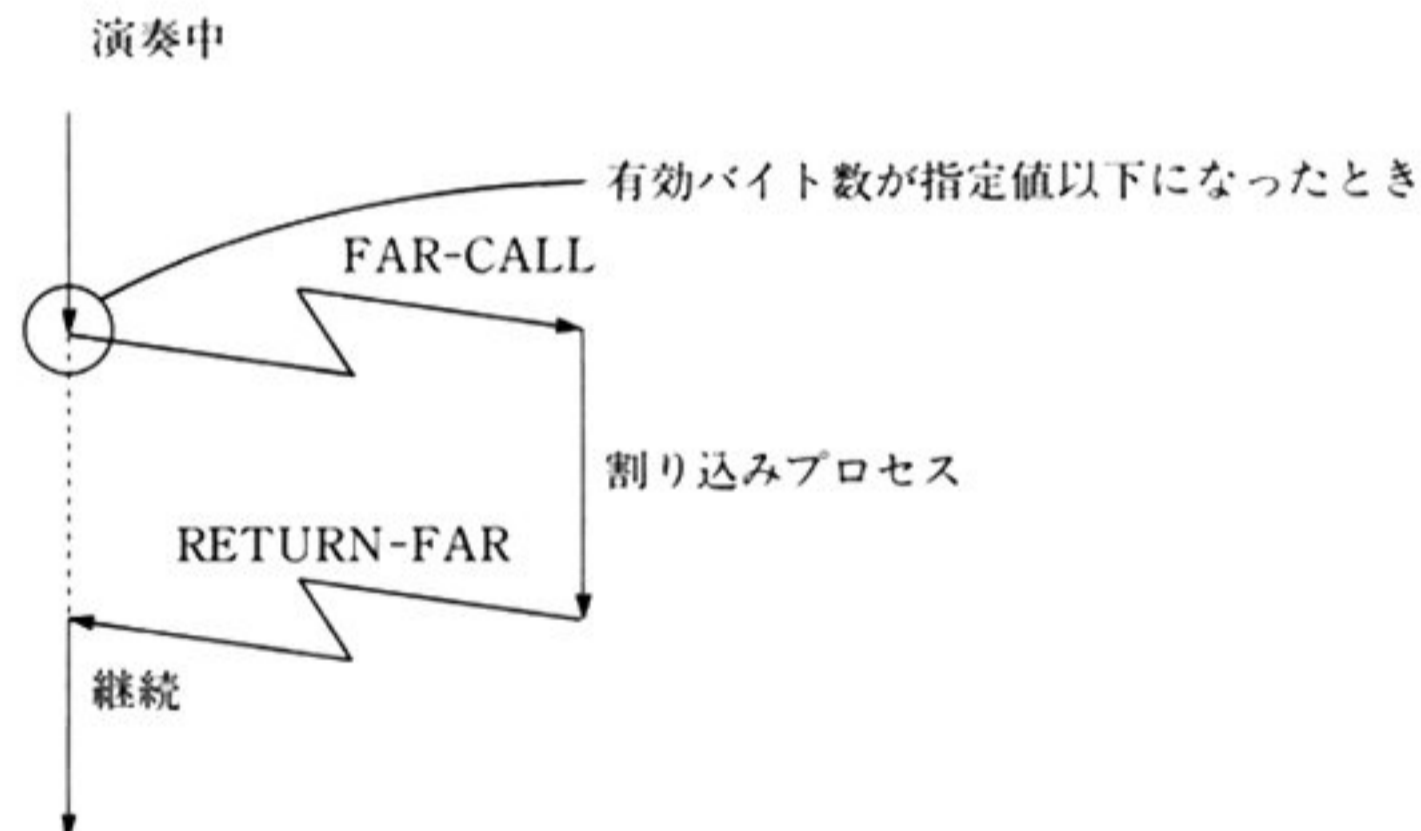 演奏中
有効バイト数が指定値以下になったとき
FAR-CALL
割り込みプロセス
RETURN-FAR
継続